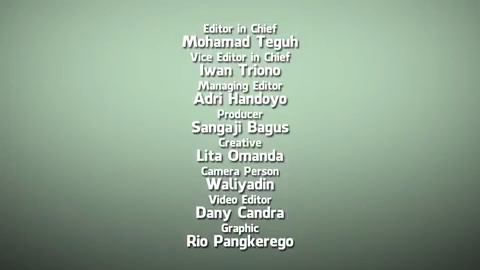 Editor in Chief
Mohamad Teguh
Vice Editor in Chief
Iwan Triono
Managing Editor
Adri Handoyo
Producer
Sangaji Bagus
Creative
Lita Omanda
Camera Person
Waliyadin
Video Editor
Dany Candra
Graphic
Rio Pangkerego